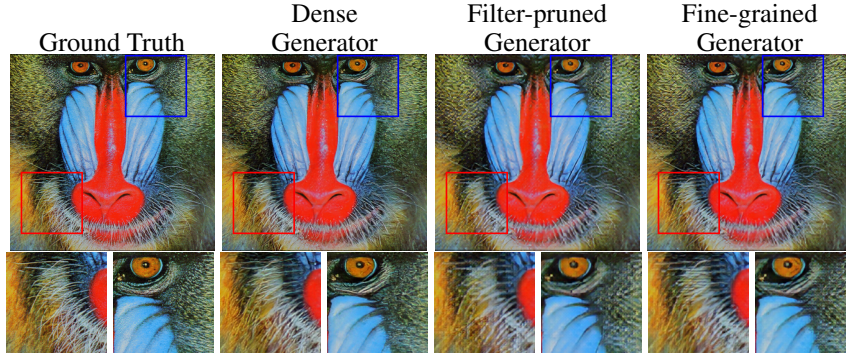 Ground Truth
Dense
Generator
Filter-pruned
Generator
Fine-grained
Generator